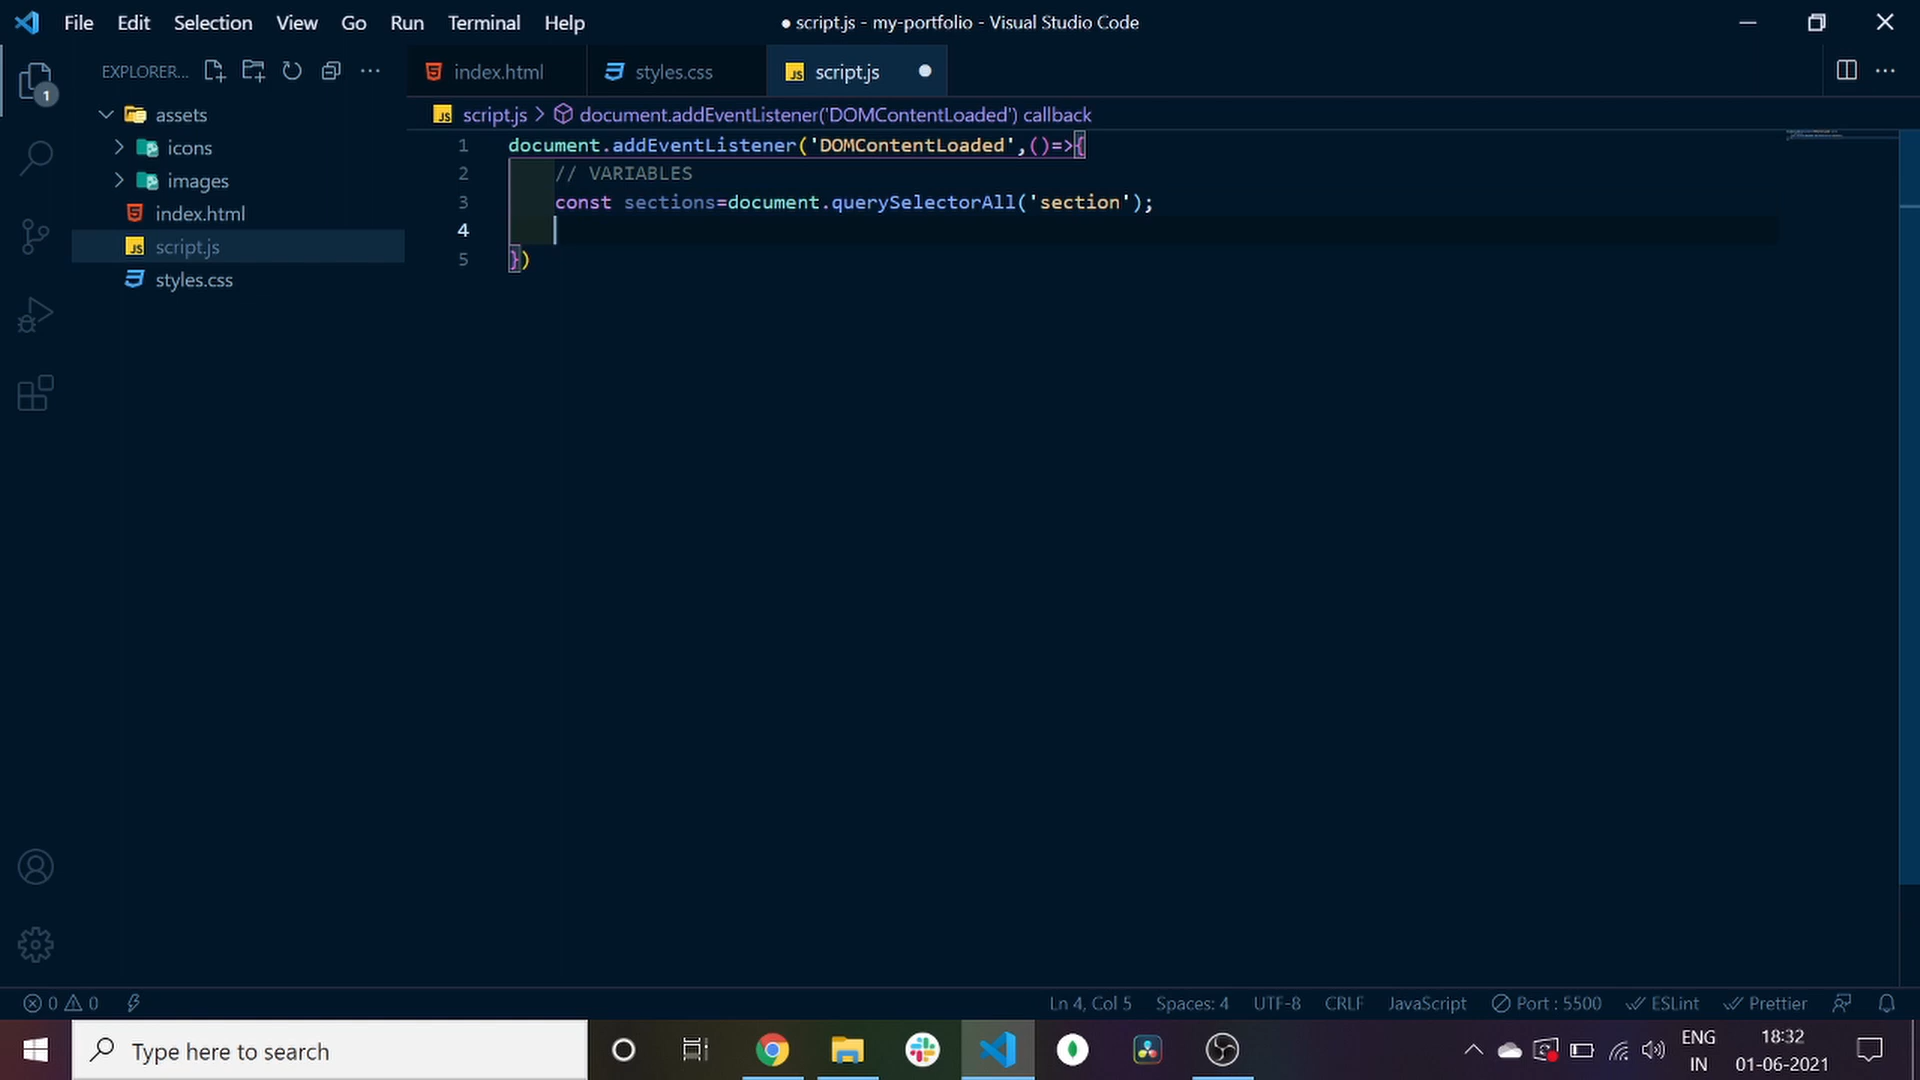 File Edit Selection View Go Run Terminal Help
● script.js - my-portfolio - Visual Studio Code
EXPLORER...
index.html
styles.css
script.js
1
assets
icons
images
index.html
script.js
styles.css
script.js > document.addEventListener('DOMContentLoaded') callback
1 document.addEventListener('DOMContentLoaded',()=>{
2 // VARIABLES
3 const sections=document.querySelectorAll('section');
4
5 })
0 0
Ln 4, Col 5 Spaces: 4 UTF-8 CRLF JavaScript Port : 5500 ESLint Prettier
Type here to search
ENG
IN
18:32
01-06-2021